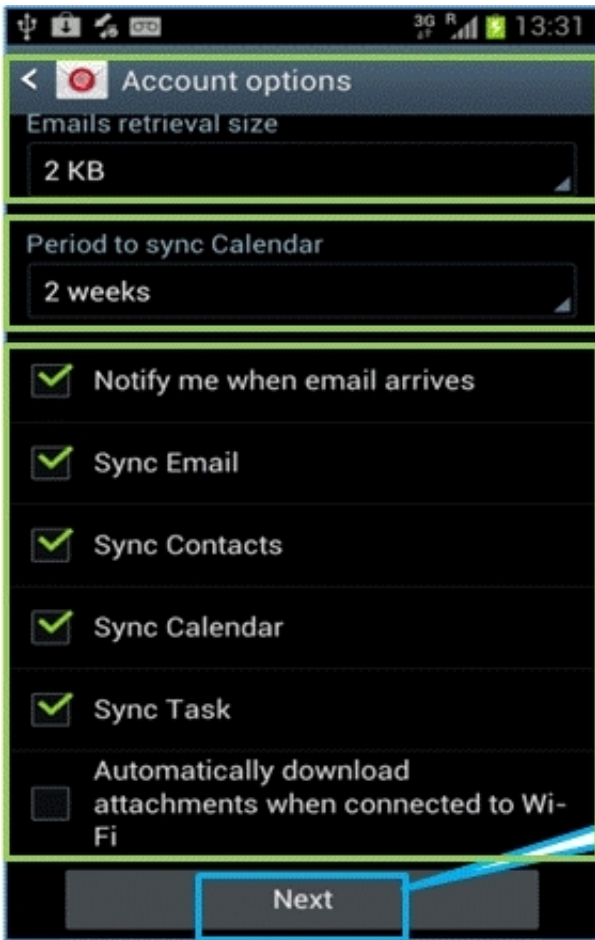 3G R 13:31
< Account options
Emails retrieval size
2 KB
Period to sync Calendar
2 weeks
Notify me when email arrives
Sync Email
Sync Contacts
Sync Calendar
Sync Task
Automatically download
attachments when connected to Wi-
Fi
Next